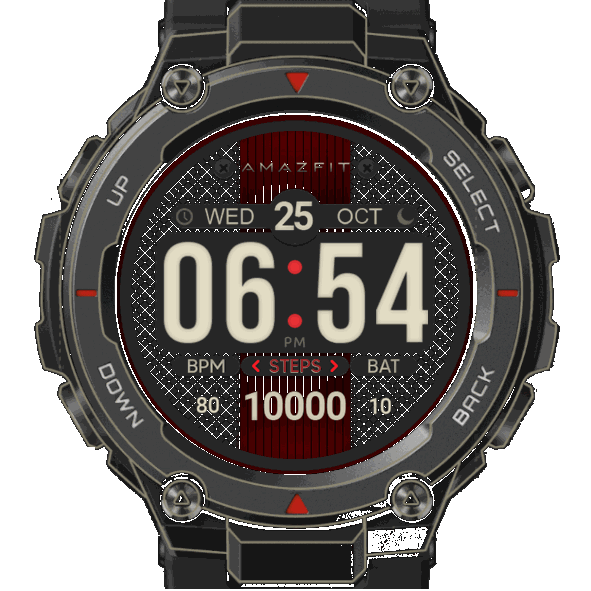 AMAZFIT
UP
SELECT
WED 25 OCT
06:54
PM
BPM < STEPS > BAT
80 10000 10
DOWN
BACK